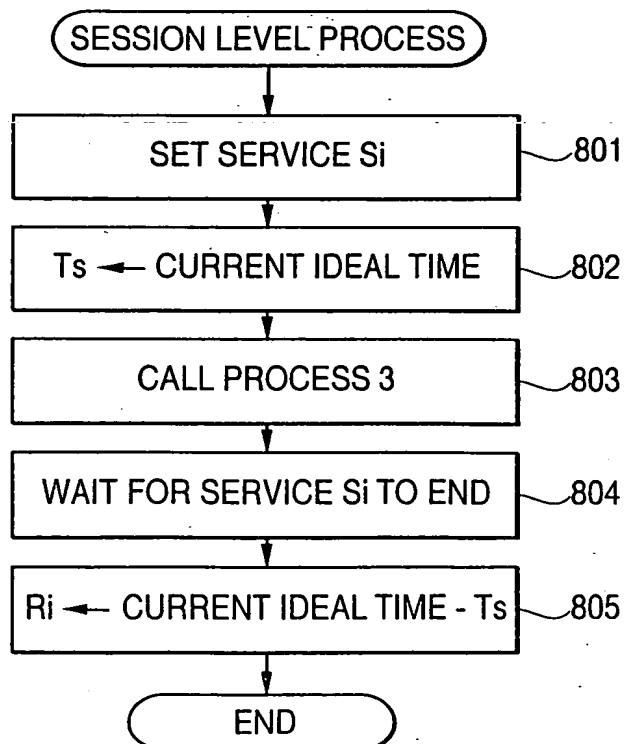 SESSION LEVEL PROCESS
SET SERVICE Si
801
Ts ← CURRENT IDEAL TIME
802
CALL PROCESS 3
803
WAIT FOR SERVICE Si TO END
804
Ri ← CURRENT IDEAL TIME - Ts
805
END